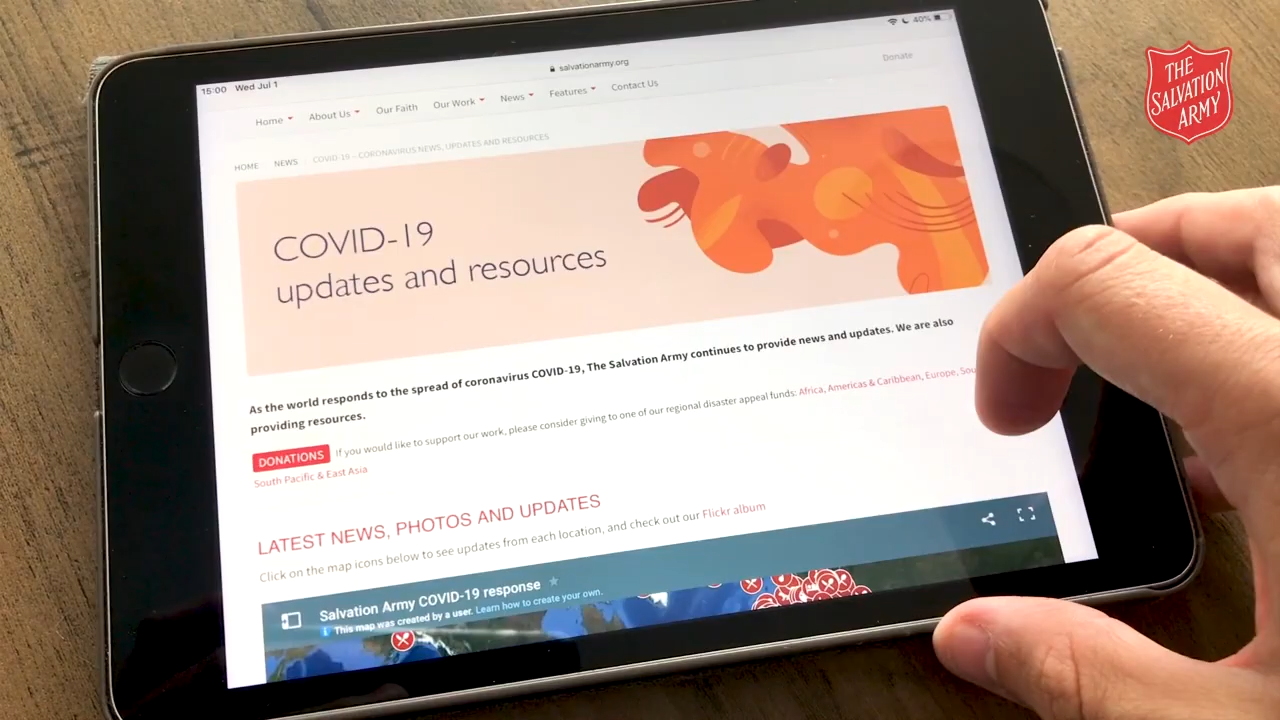 15:00 Wed Jul 1
salvationarmy.org
40%
Home About Us Our Faith Our Work News Features Contact Us Donate
HOME NEWS COVID-19 – CORONAVIRUS NEWS, UPDATES AND RESOURCES
COVID-19
updates and resources
As the world responds to the spread of coronavirus COVID-19, The Salvation Army continues to provide news and updates. We are also
providing resources.
DONATIONS If you would like to support our work, please consider giving to one of our regional disaster appeal funds: Africa, Americas & Caribbean, Europe, Sou
South Pacific & East Asia
LATEST NEWS, PHOTOS AND UPDATES
Click on the map icons below to see updates from each location, and check out our Flickr album
Salvation Army COVID-19 response
This map was created by a user. Learn how to create your own.
THE
SALVATION
ARMY